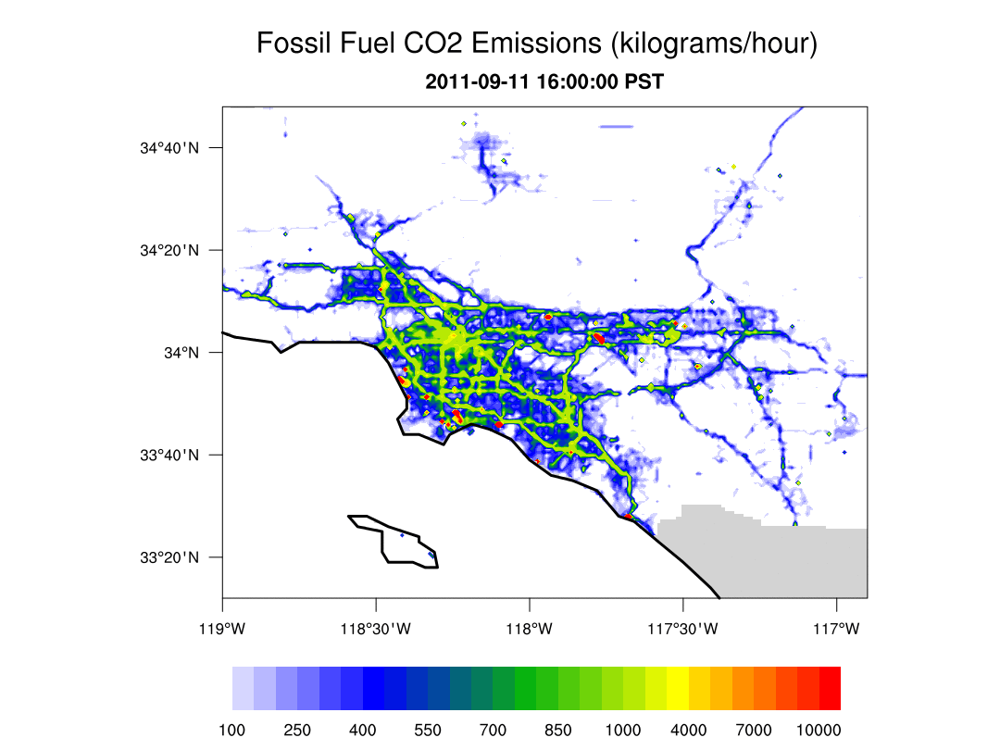 Fossil Fuel CO2 Emissions (kilograms/hour)
2011-09-11 16:00:00 PST
34°40'N
34°20'N
34°N
33°40'N
33°20'N
119°W 118°30'W 118°W 117°30'W 117°W
100 250 400 550 700 850 1000 4000 7000 10000